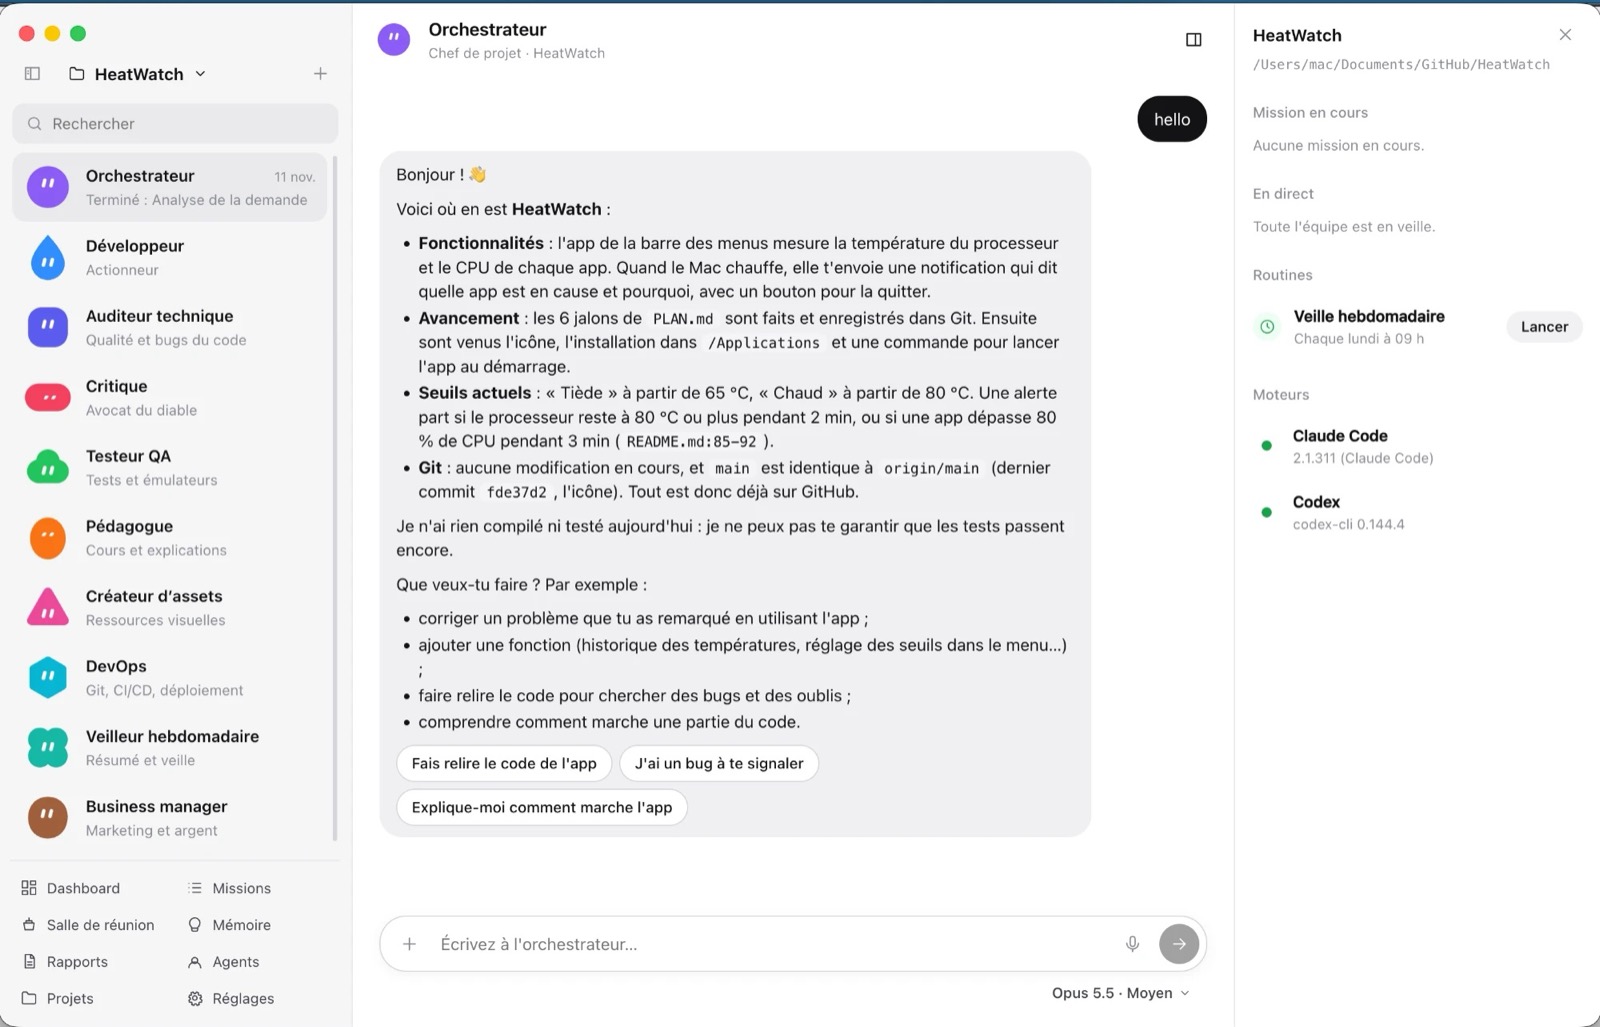 HeatWatch
Rechercher
Orchestrateur
11 nov.
Terminé : Analyse de la demande
Développeur
Actionneur
Auditeur technique
Qualité et bugs du code
Critique
Avocat du diable
Testeur QA
Tests et émulateurs
Pédagogue
Cours et explications
Créateur d’assets
Ressources visuelles
DevOps
Git, CI/CD, déploiement
Veilleur hebdomadaire
Résumé et veille
Business manager
Marketing et argent
Dashboard
Missions
Salle de réunion
Mémoire
Rapports
Agents
Projets
Réglages
Orchestrateur
Chef de projet · HeatWatch
hello
Bonjour ! 👋
Voici où en est HeatWatch :
• Fonctionnalités : l'app de la barre des menus mesure la température du processeur
et le CPU de chaque app. Quand le Mac chauffe, elle t'envoie une notification qui dit
quelle app est en cause et pourquoi, avec un bouton pour la quitter.
• Avancement : les 6 jalons de PLAN.md sont faits et enregistrés dans Git. Ensuite
sont venus l'icône, l'installation dans /Applications et une commande pour lancer
l'app au démarrage.
• Seuils actuels : « Tiède » à partir de 65 °C, « Chaud » à partir de 80 °C. Une alerte
part si le processeur reste à 80 °C ou plus pendant 2 min, ou si une app dépasse 80
% de CPU pendant 3 min ( README.md:85-92 ).
• Git : aucune modification en cours, et main est identique à origin/main (dernier
commit fde37d2 , l'icône). Tout est donc déjà sur GitHub.
Je n'ai rien compilé ni testé aujourd'hui : je ne peux pas te garantir que les tests passent
encore.
Que veux-tu faire ? Par exemple :
• corriger un problème que tu as remarqué en utilisant l'app ;
• ajouter une fonction (historique des températures, réglage des seuils dans le menu…)
;
• faire relire le code pour chercher des bugs et des oublis ;
• comprendre comment marche une partie du code.
Fais relire le code de l'app
J'ai un bug à te signaler
Explique-moi comment marche l'app
Écrivez à l'orchestrateur…
Opus 5.5 · Moyen
HeatWatch
/Users/mac/Documents/GitHub/HeatWatch
Mission en cours
Aucune mission en cours.
En direct
Toute l'équipe est en veille.
Routines
Veille hebdomadaire
Chaque lundi à 09 h
Lancer
Moteurs
Claude Code
2.1.311 (Claude Code)
Codex
codex-cli 0.144.4